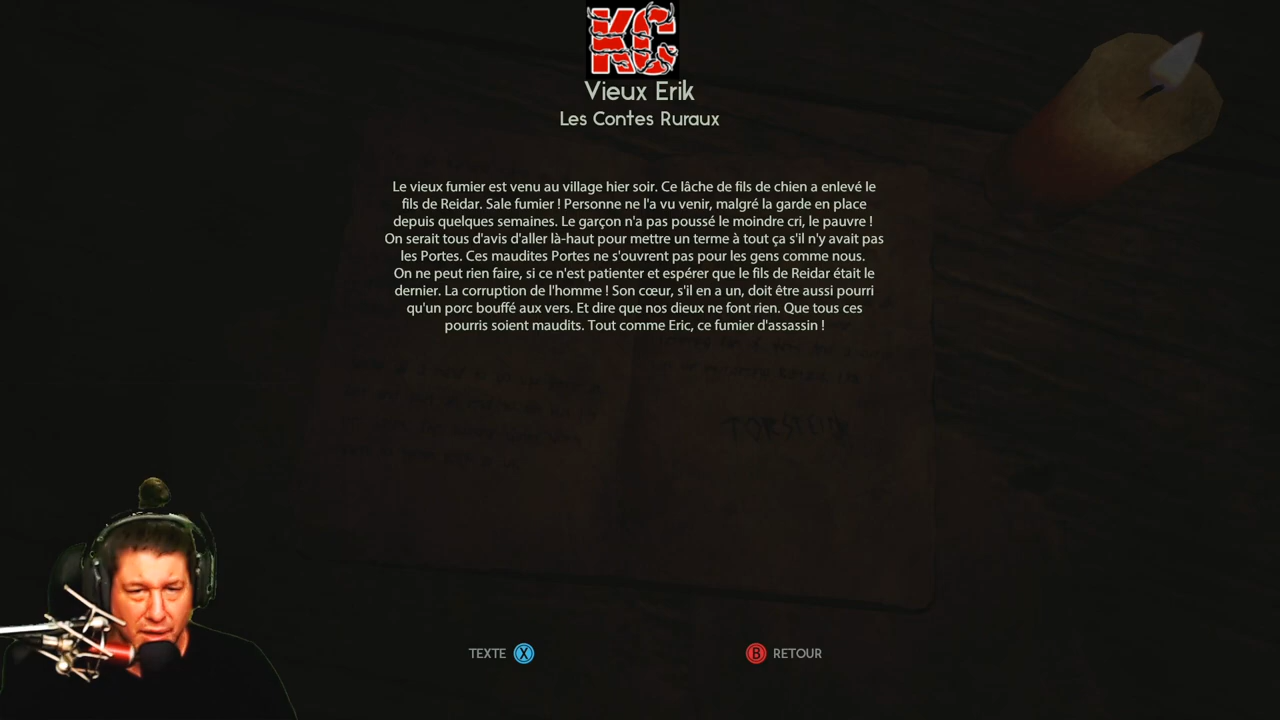 KC
Vieux Erik
Les Contes Ruraux
Le vieux fumier est venu au village hier soir. Ce lâche de fils de chien a enlevé le
fils de Reidar. Sale fumier ! Personne ne l'a vu venir, malgré la garde en place
depuis quelques semaines. Le garçon n'a pas poussé le moindre cri, le pauvre !
On serait tous d'avis d'aller là-haut pour mettre un terme à tout ça s'il n'y avait pas
les Portes. Ces maudites Portes ne s'ouvrent pas pour les gens comme nous.
On ne peut rien faire, si ce n'est patienter et espérer que le fils de Reidar était le
dernier. La corruption de l'homme ! Son cœur, s'il en a un, doit être aussi pourri
qu'un porc bouffé aux vers. Et dire que nos dieux ne font rien. Que tous ces
pourris soient maudits. Tout comme Eric, ce fumier d'assassin !
TEXTE X
B RETOUR